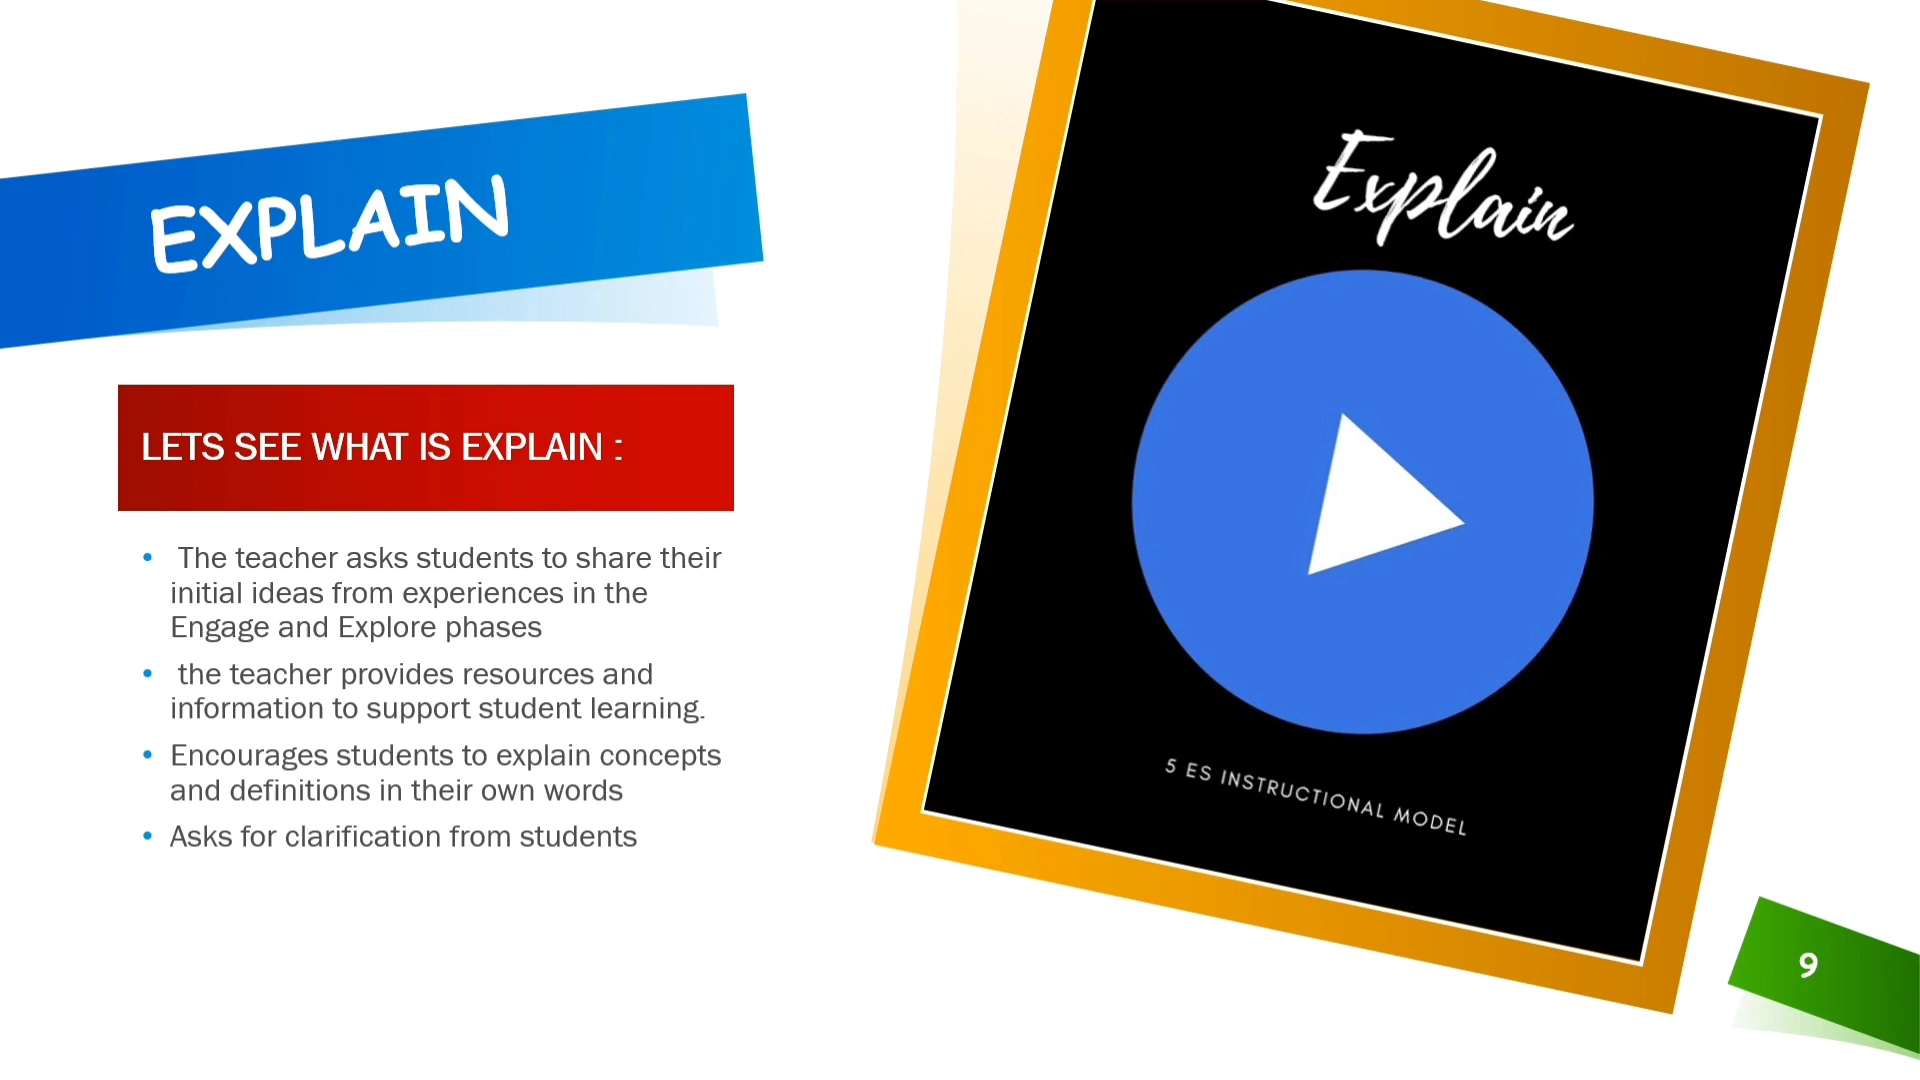 EXPLAIN
LETS SEE WHAT IS EXPLAIN :
• The teacher asks students to share their
initial ideas from experiences in the
Engage and Explore phases
• the teacher provides resources and
information to support student learning.
• Encourages students to explain concepts
and definitions in their own words
• Asks for clarification from students
Explain
5 ES INSTRUCTIONAL MODEL
9